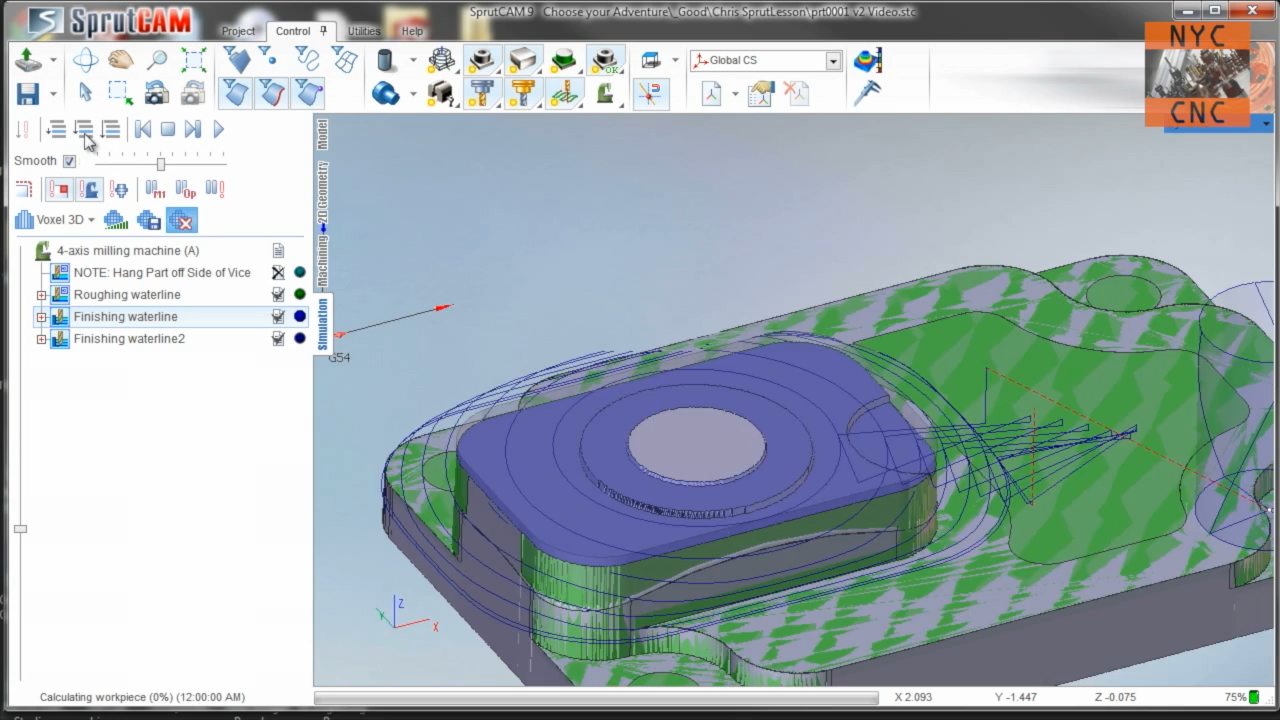 SprutCAM
SprutCAM 9 - Choose your Adventure\_Good\Chris SprutLesson\prt0001 v2 Video.stc
Project
Control
Utilities
Help
NYC
CNC
Global CS
OK
Smooth
M1
Op
Voxel 3D
4-axis milling machine (A)
NOTE: Hang Part off Side of Vice
Roughing waterline
Finishing waterline
Finishing waterline2
Model
2D Geometry
Machining
Simulation
G54
Z
Y
X
Calculating workpiece (0%) (12:00:00 AM)
X 2.093
Y -1.447
Z -0.075
75%